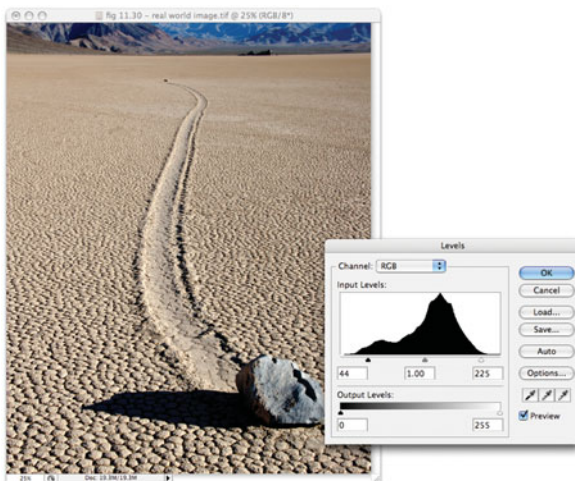 fig 11.30 – real world image.tif @ 25% (RGB/8*)
25%
Doc: 19.3M/19.3M
Levels
Channel: RGB
Input Levels:
44
1.00
225
Output Levels:
0
255
OK
Cancel
Load...
Save...
Auto
Options...
Preview